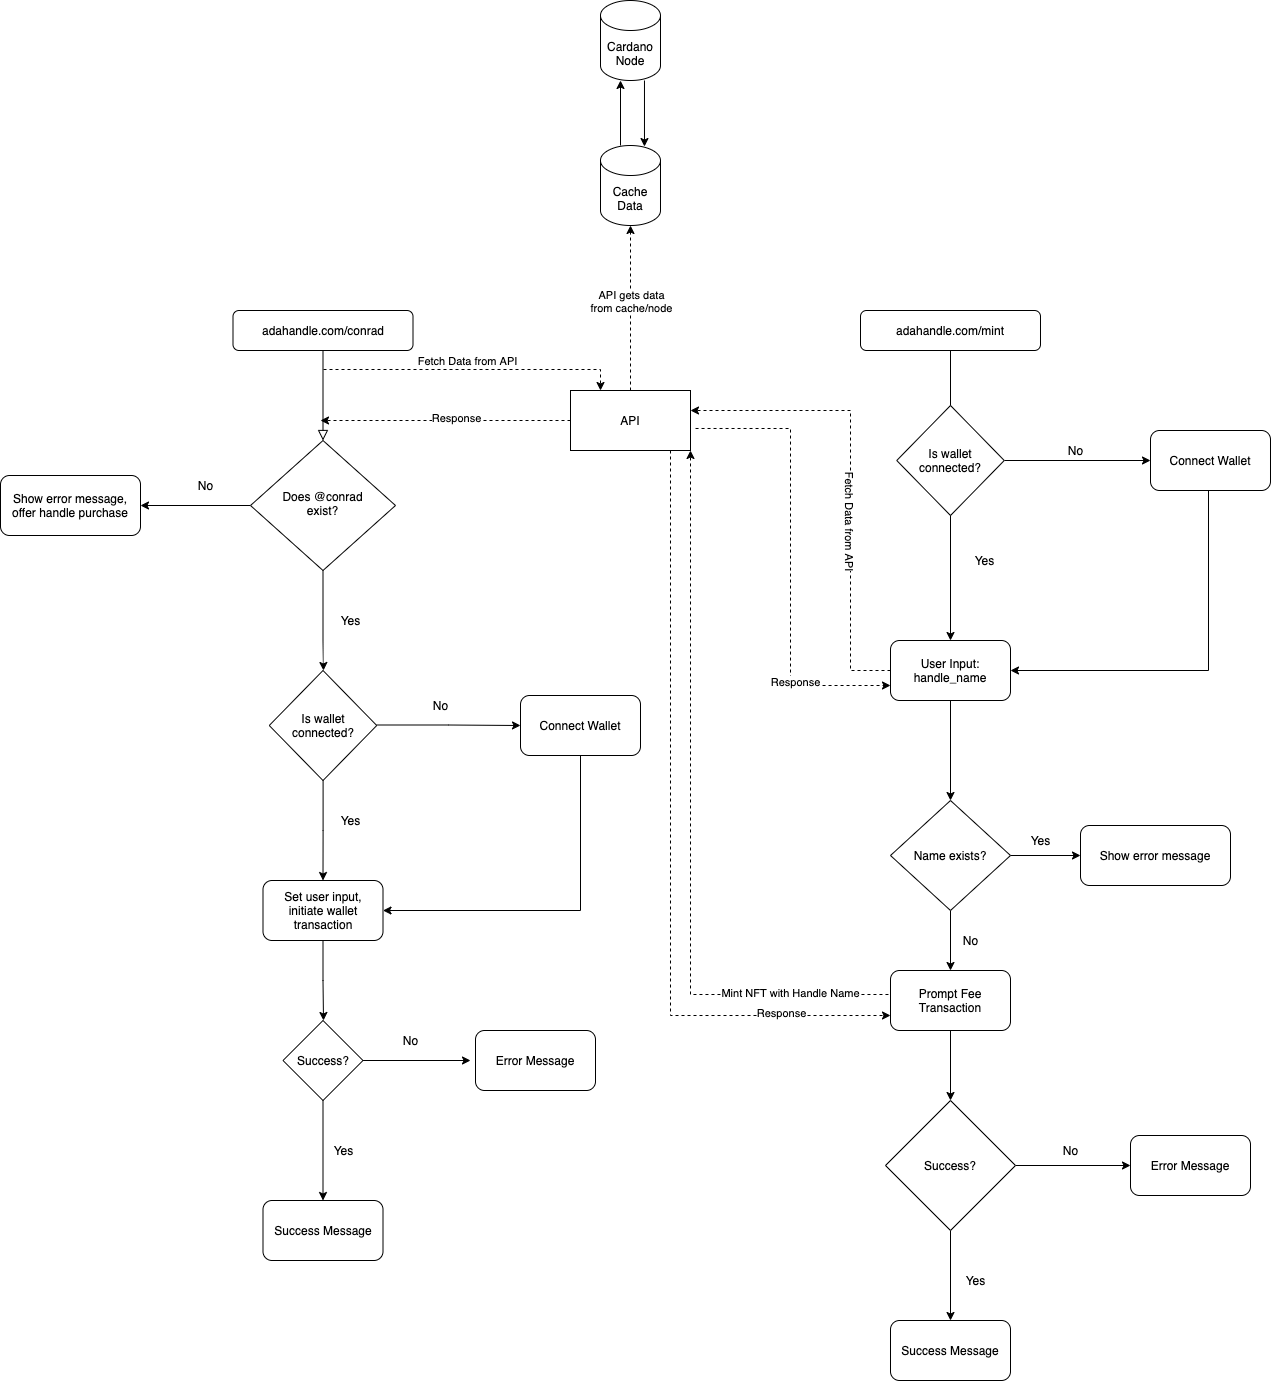 Cardano
Node
Cache
Data
API gets data
from cache/node
adahandle.com/conrad
adahandle.com/mint
Fetch Data from API
API
Response
Is wallet
connected?
No
Connect Wallet
Does @conrad
exist?
No
Show error message,
offer handle purchase
Fetch Data from API
Yes
Yes
User Input:
handle_name
Response
Is wallet
connected?
No
Connect Wallet
Yes
Name exists?
Yes
Show error message
Set user input,
initiate wallet
transaction
No
Mint NFT with Handle Name
Prompt Fee
Transaction
Response
Success?
No
Error Message
Yes
Success?
No
Error Message
Success Message
Yes
Success Message